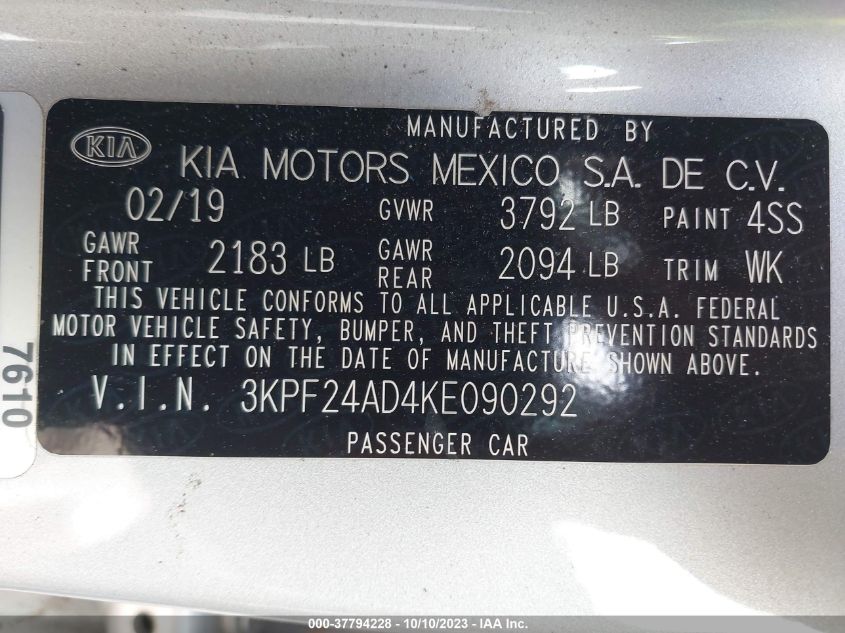 MANUFACTURED BY
KIA KIA MOTORS MEXICO S.A. DE C.V.
02/19 GVWR 3792 LB PAINT 4SS
GAWR FRONT 2183 LB GAWR REAR 2094 LB TRIM WK
THIS VEHICLE CONFORMS TO ALL APPLICABLE U.S.A. FEDERAL
MOTOR VEHICLE SAFETY, BUMPER, AND THEFT PREVENTION STANDARDS
IN EFFECT ON THE DATE OF MANUFACTURE SHOWN ABOVE.
V.I.N. 3KPF24AD4KE090292
PASSENGER CAR
7610
000-37794228 - 10/10/2023 - IAA Inc.